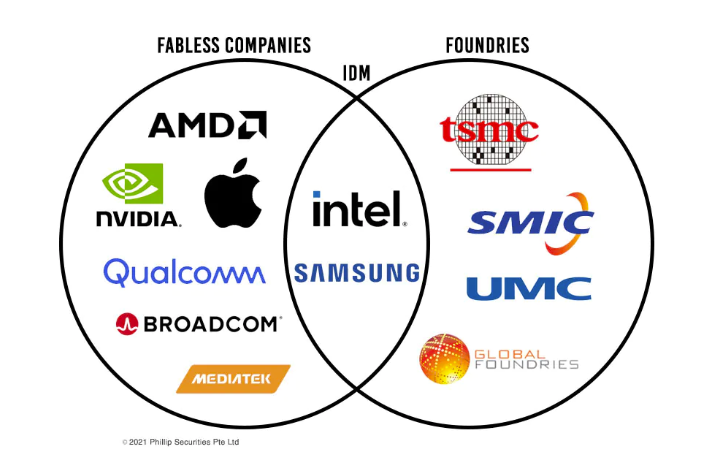 FABLESS COMPANIES
FOUNDRIES
IDM
AMD
tsmc
NVIDIA.
intel®
SMIC
Qualcomm
SAMSUNG
UMC
BROADCOM®
GLOBAL
FOUNDRIES
MEDIATEK
© 2021 Phillip Securities Pte Ltd